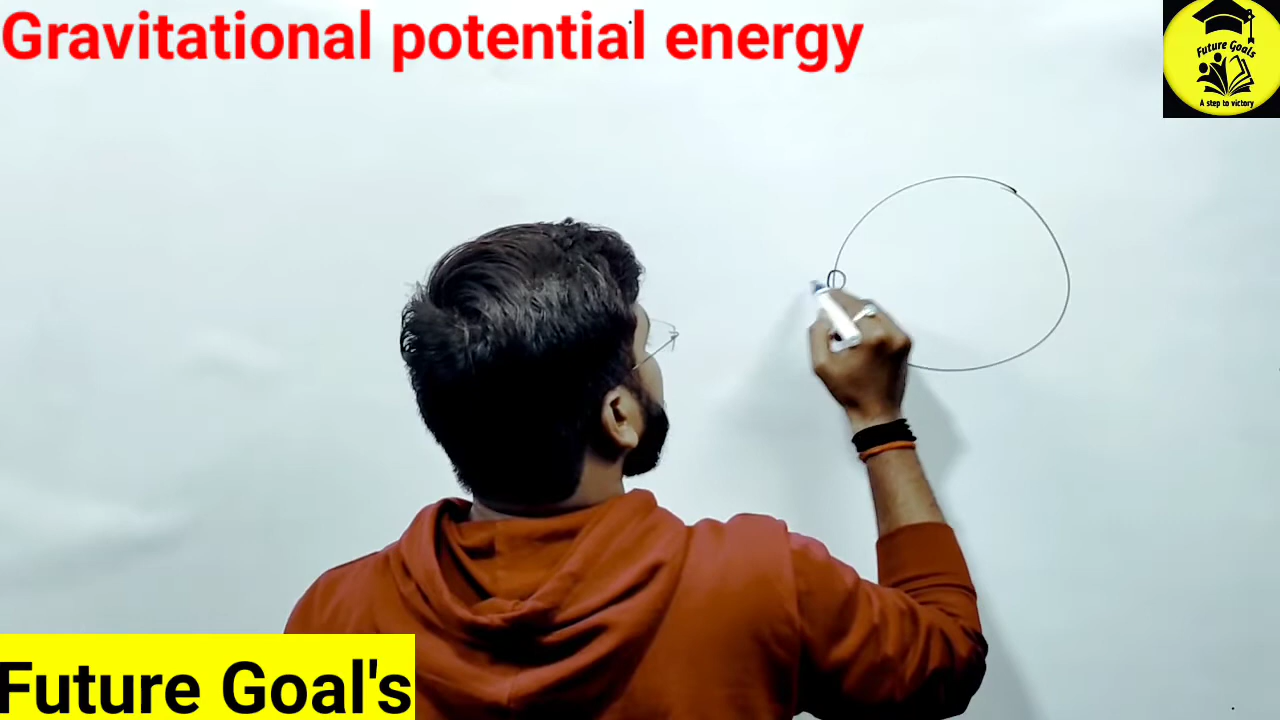 Gravitational potential energy
Future Goals
A step to victory
Future Goal's